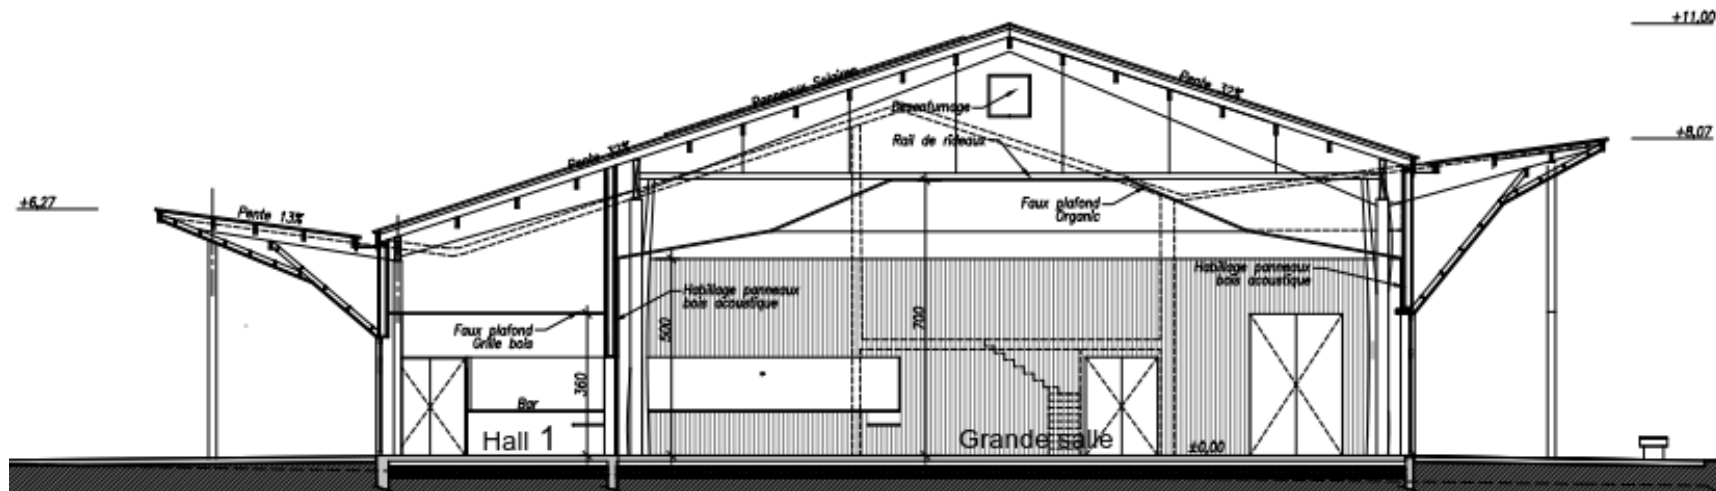 +11,00
Pente 32%
Panneaux Solaires
Désenfumage
+8,07
Rail de rideaux
Pente 32%
+6,27
Pente 13%
Faux plafond
Organic
Habillage panneaux
bois acoustique
Habillage panneaux
bois acoustique
Faux plafond
Grille bois
500
700
360
Bar
Hall 1
Grande salle
±0,00